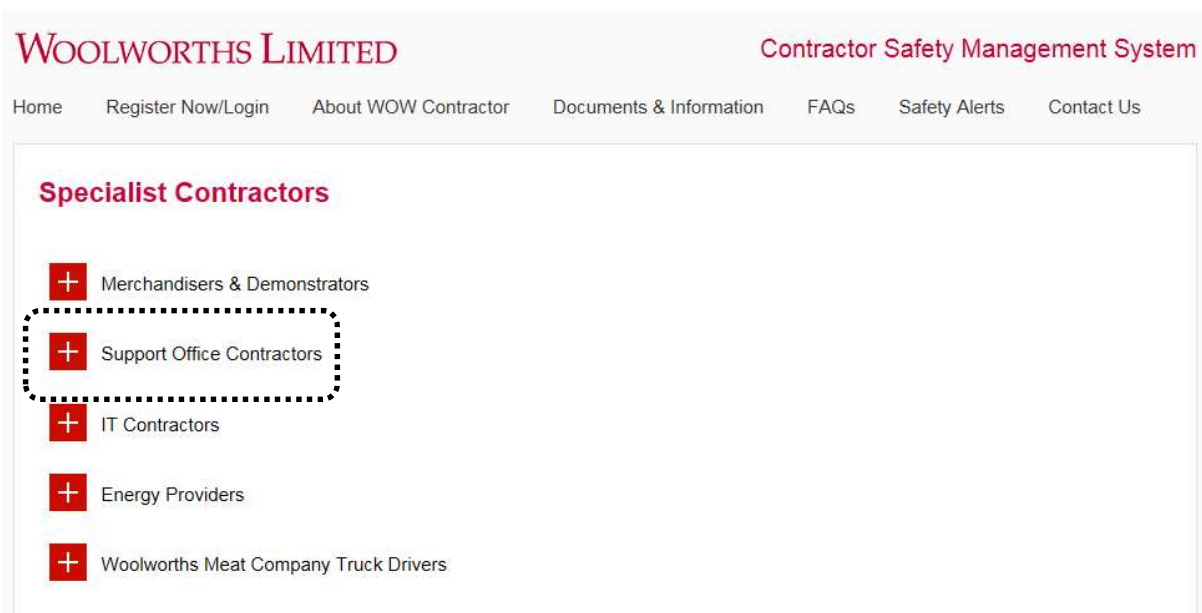 WOOLWORTHS LIMITED
Contractor Safety Management System
Home Register Now/Login About WOW Contractor Documents & Information FAQs Safety Alerts Contact Us
Specialist Contractors
Merchandisers & Demonstrators
Support Office Contractors
IT Contractors
Energy Providers
Woolworths Meat Company Truck Drivers